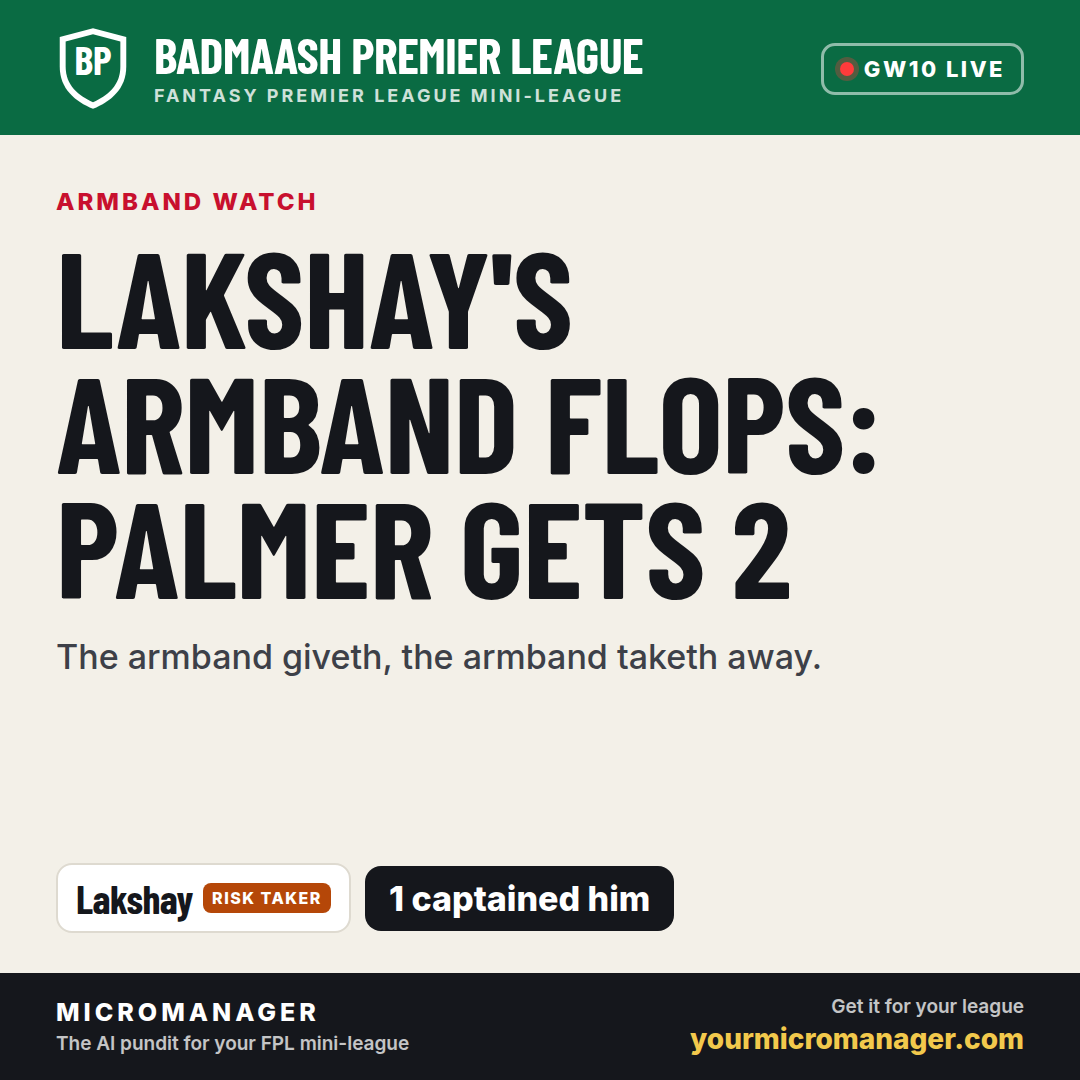 BP
BADMAASH PREMIER LEAGUE
FANTASY PREMIER LEAGUE MINI-LEAGUE
GW10 LIVE
ARMBAND WATCH
LAKSHAY'S
ARMBAND FLOPS:
PALMER GETS 2
The armband giveth, the armband taketh away.
Lakshay RISK TAKER
1 captained him
MICROMANAGER
The AI pundit for your FPL mini-league
Get it for your league
yourmicromanager.com